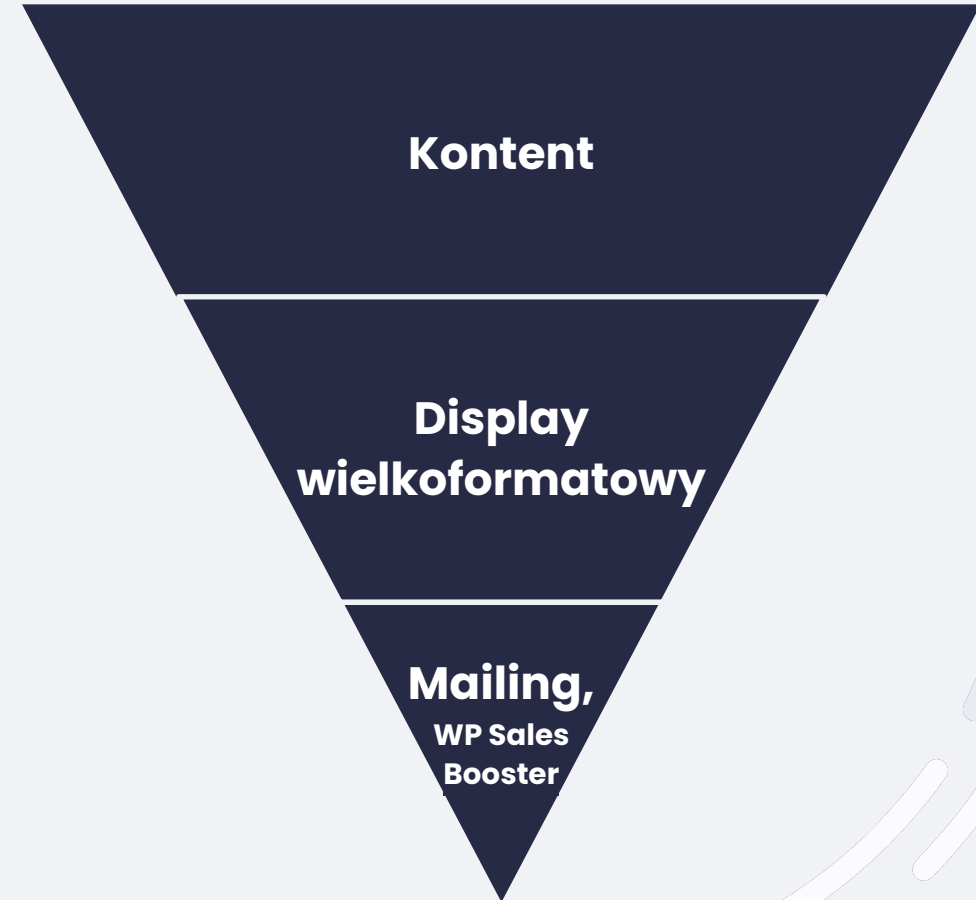 Kontent
Display
wielkoformatowy
Mailing,
WP Sales
Booster